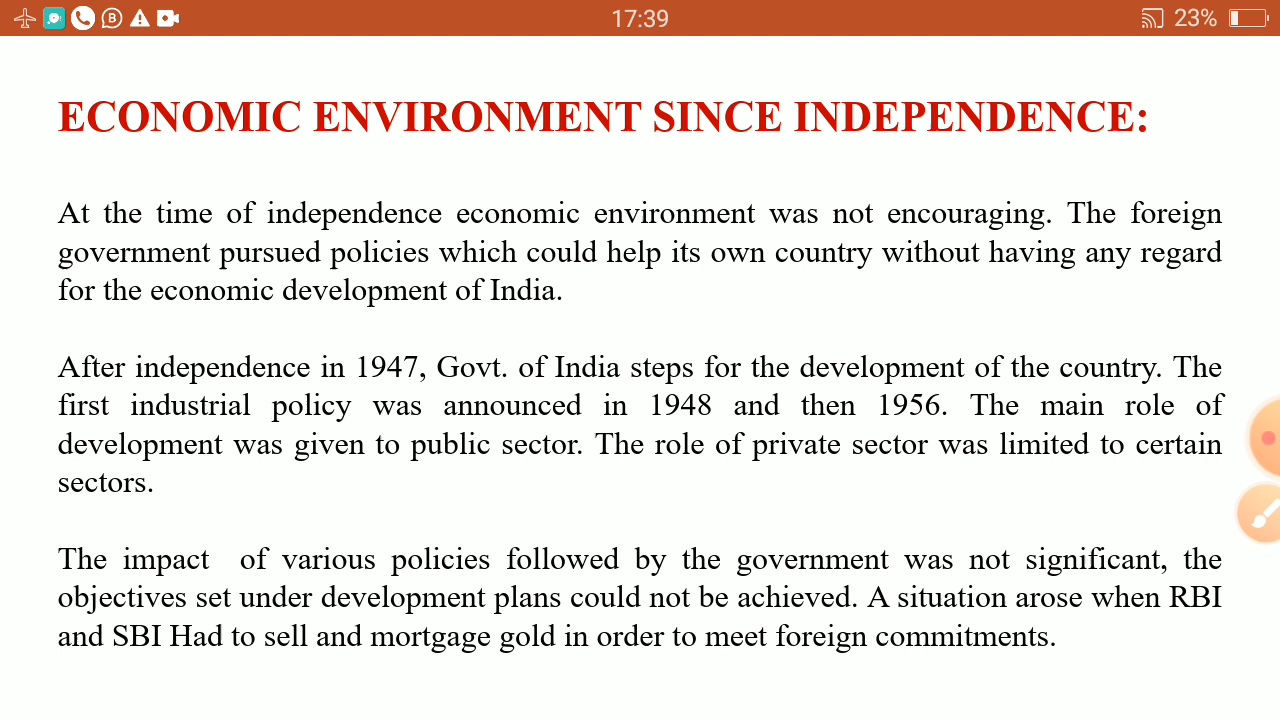 17:39
23%
ECONOMIC ENVIRONMENT SINCE INDEPENDENCE:
At the time of independence economic environment was not encouraging. The foreign
government pursued policies which could help its own country without having any regard
for the economic development of India.
After independence in 1947, Govt. of India steps for the development of the country. The
first industrial policy was announced in 1948 and then 1956. The main role of
development was given to public sector. The role of private sector was limited to certain
sectors.
The impact of various policies followed by the government was not significant, the
objectives set under development plans could not be achieved. A situation arose when RBI
and SBI Had to sell and mortgage gold in order to meet foreign commitments.